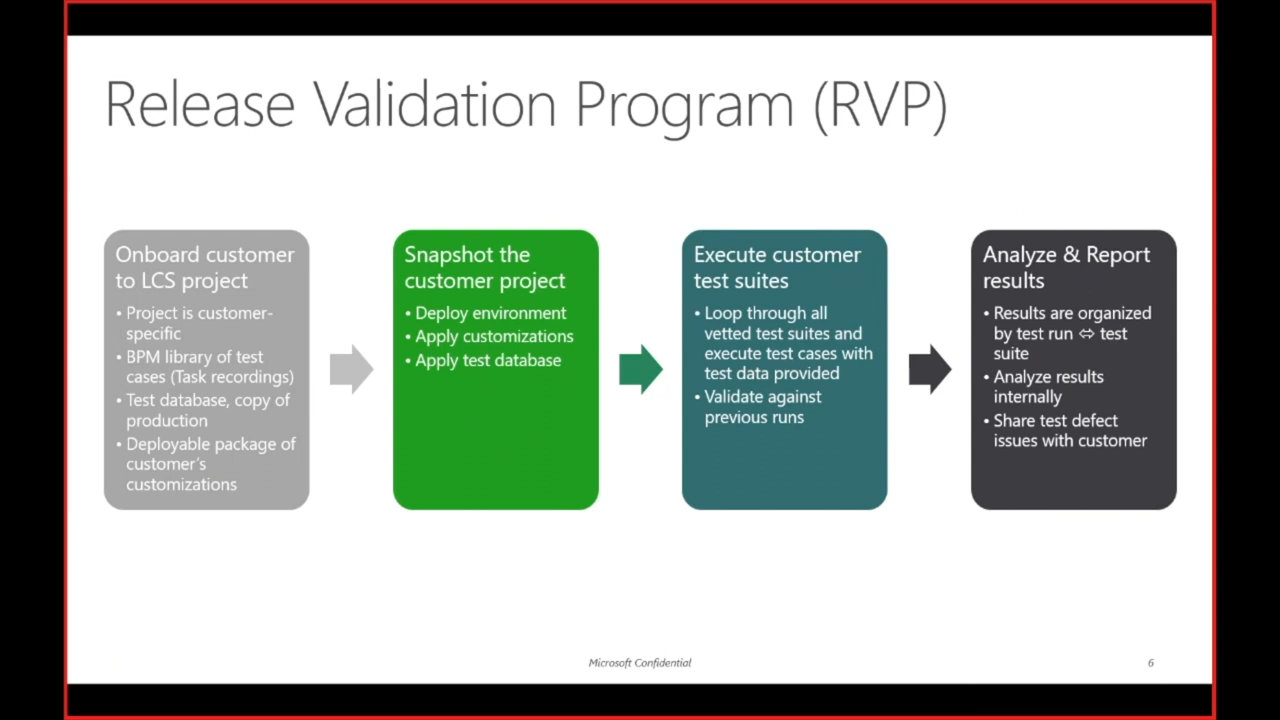 Release Validation Program (RVP)
Onboard customer
to LCS project
• Project is customer-
specific
• BPM library of test
cases (Task recordings)
• Test database, copy of
production
• Deployable package of
customer's
customizations
Snapshot the
customer project
• Deploy environment
• Apply customizations
• Apply test database
Execute customer
test suites
• Loop through all
vetted test suites and
execute test cases with
test data provided
• Validate against
previous runs
Analyze & Report
results
• Results are organized
by test run ⇔ test
suite
• Analyze results
internally
• Share test defect
issues with customer
Microsoft Confidential
6